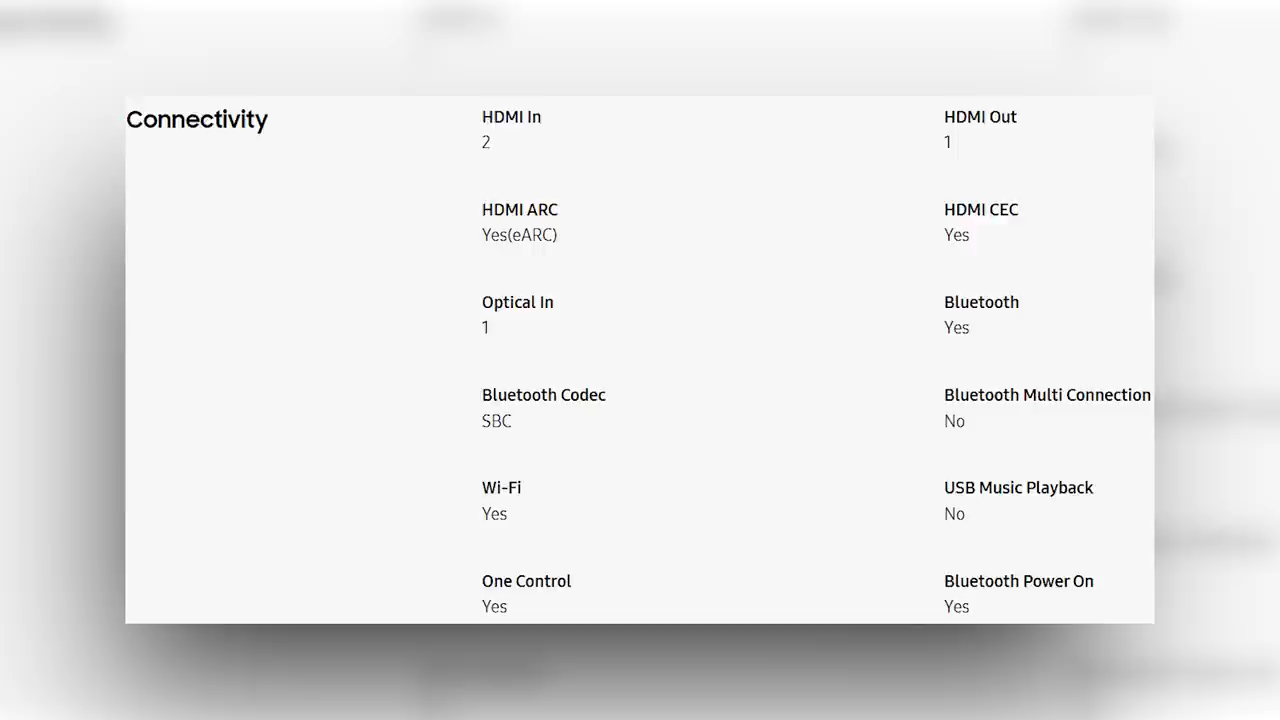 Connectivity
HDMI In
2
HDMI Out
1
HDMI ARC
Yes(eARC)
HDMI CEC
Yes
Optical In
1
Bluetooth
Yes
Bluetooth Codec
SBC
Bluetooth Multi Connection
No
Wi-Fi
Yes
USB Music Playback
No
One Control
Yes
Bluetooth Power On
Yes